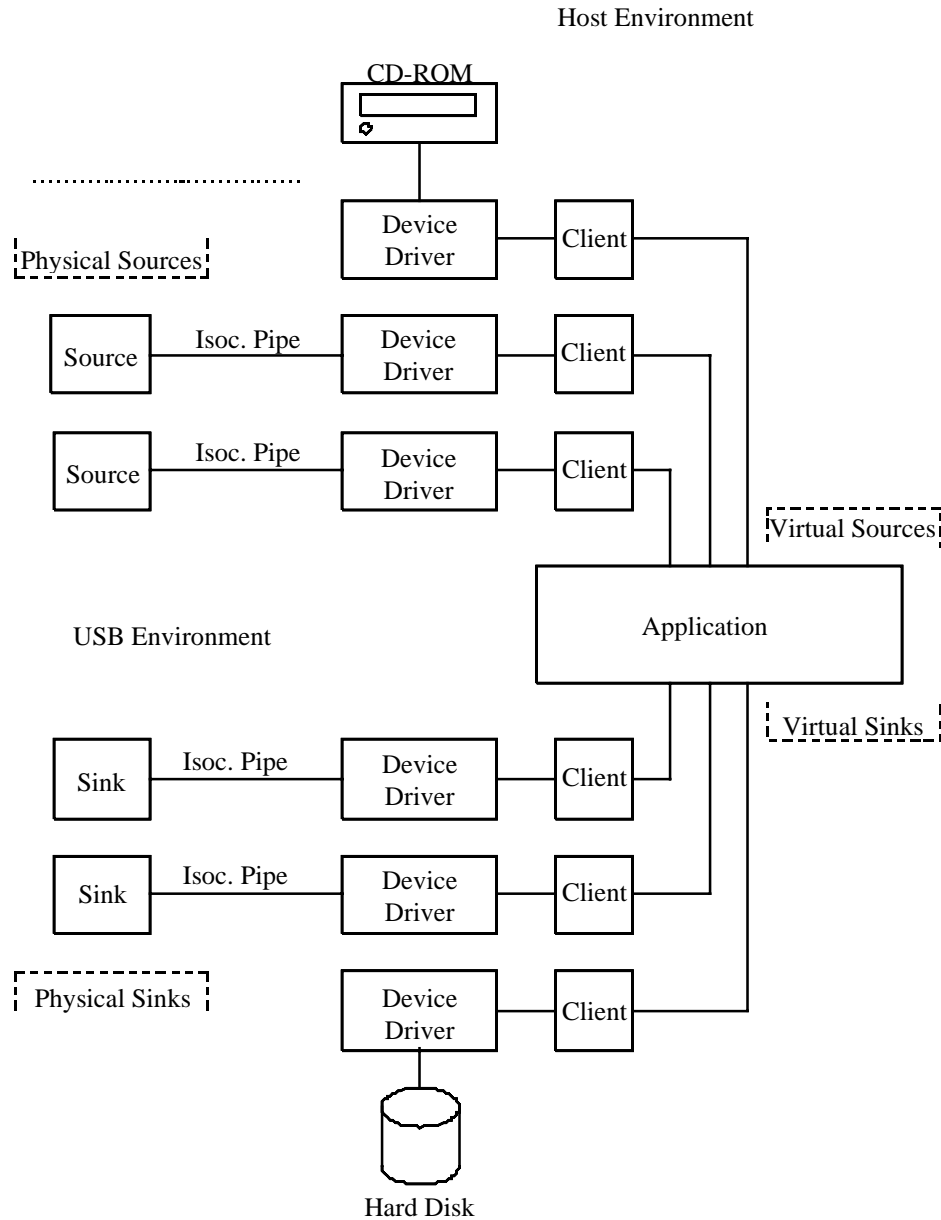 Host Environment
CD-ROM
Device
Driver
Client
Physical Sources
Source
Isoc. Pipe
Device
Driver
Client
Source
Isoc. Pipe
Device
Driver
Client
Virtual Sources
Application
USB Environment
Virtual Sinks
Sink
Isoc. Pipe
Device
Driver
Client
Sink
Isoc. Pipe
Device
Driver
Client
Physical Sinks
Device
Driver
Client
Hard Disk